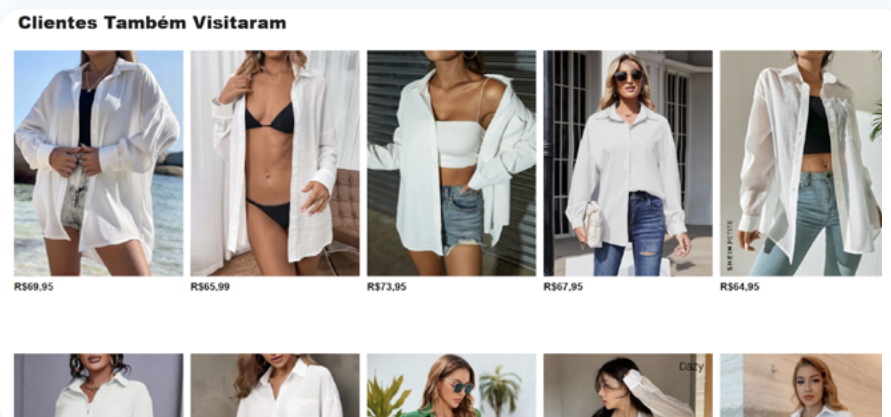 Clientes Também Visitaram
R$69,95
R$65,99
R$73,95
R$67,95
R$64,95
SHEIN PETITE
Dazy